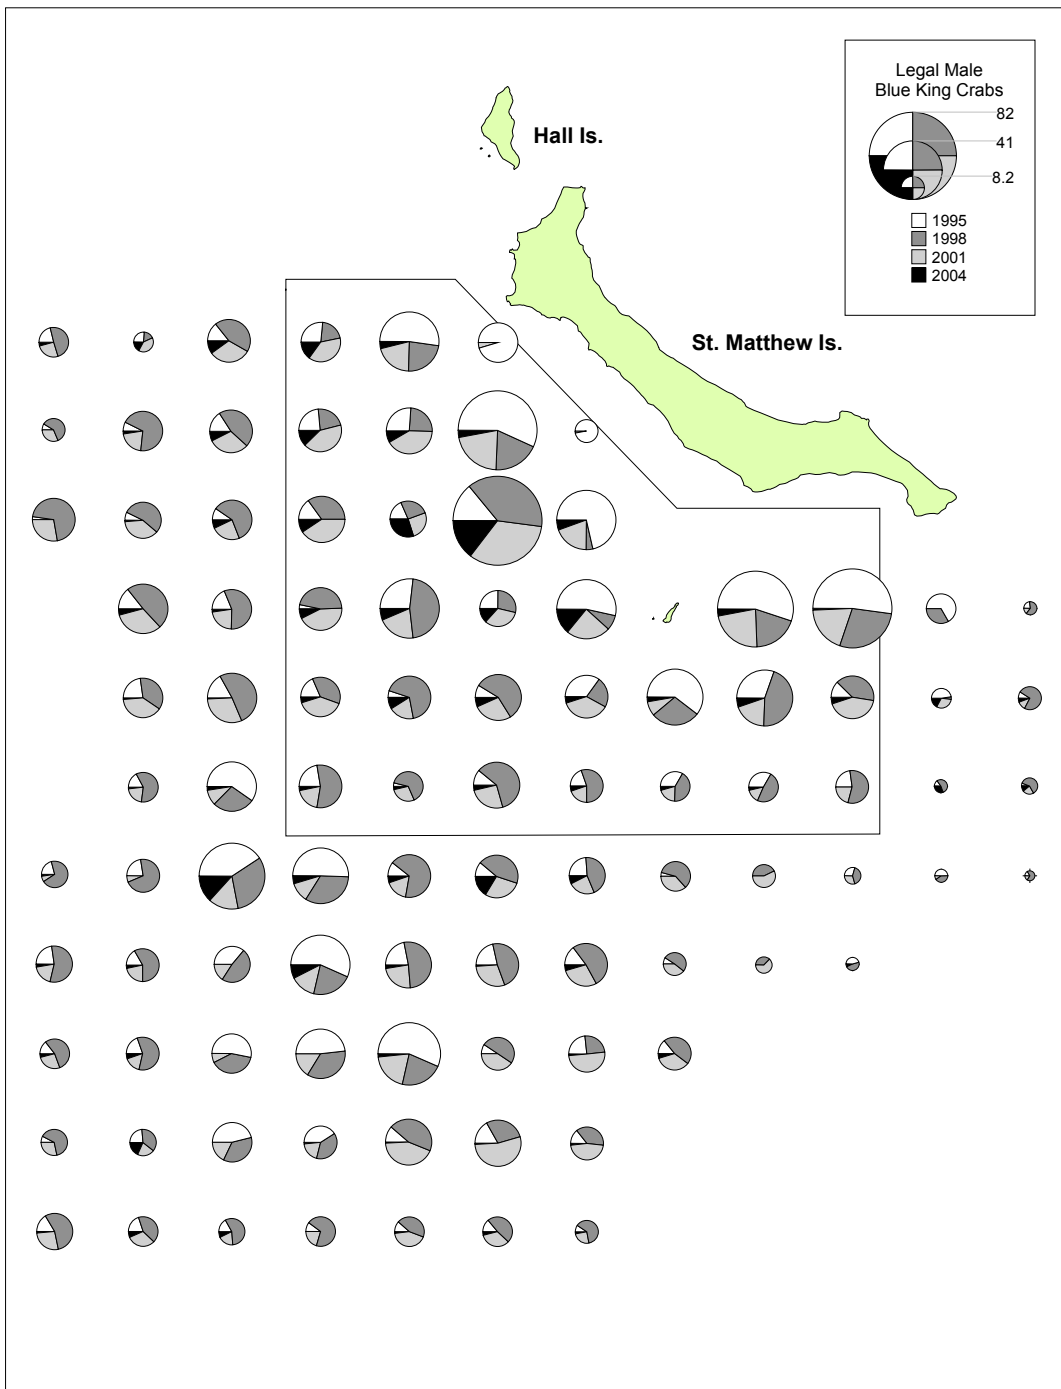 Legal Male
Blue King Crabs
82
41
8.2
1995
1998
2001
2004
Hall Is.
St. Matthew Is.